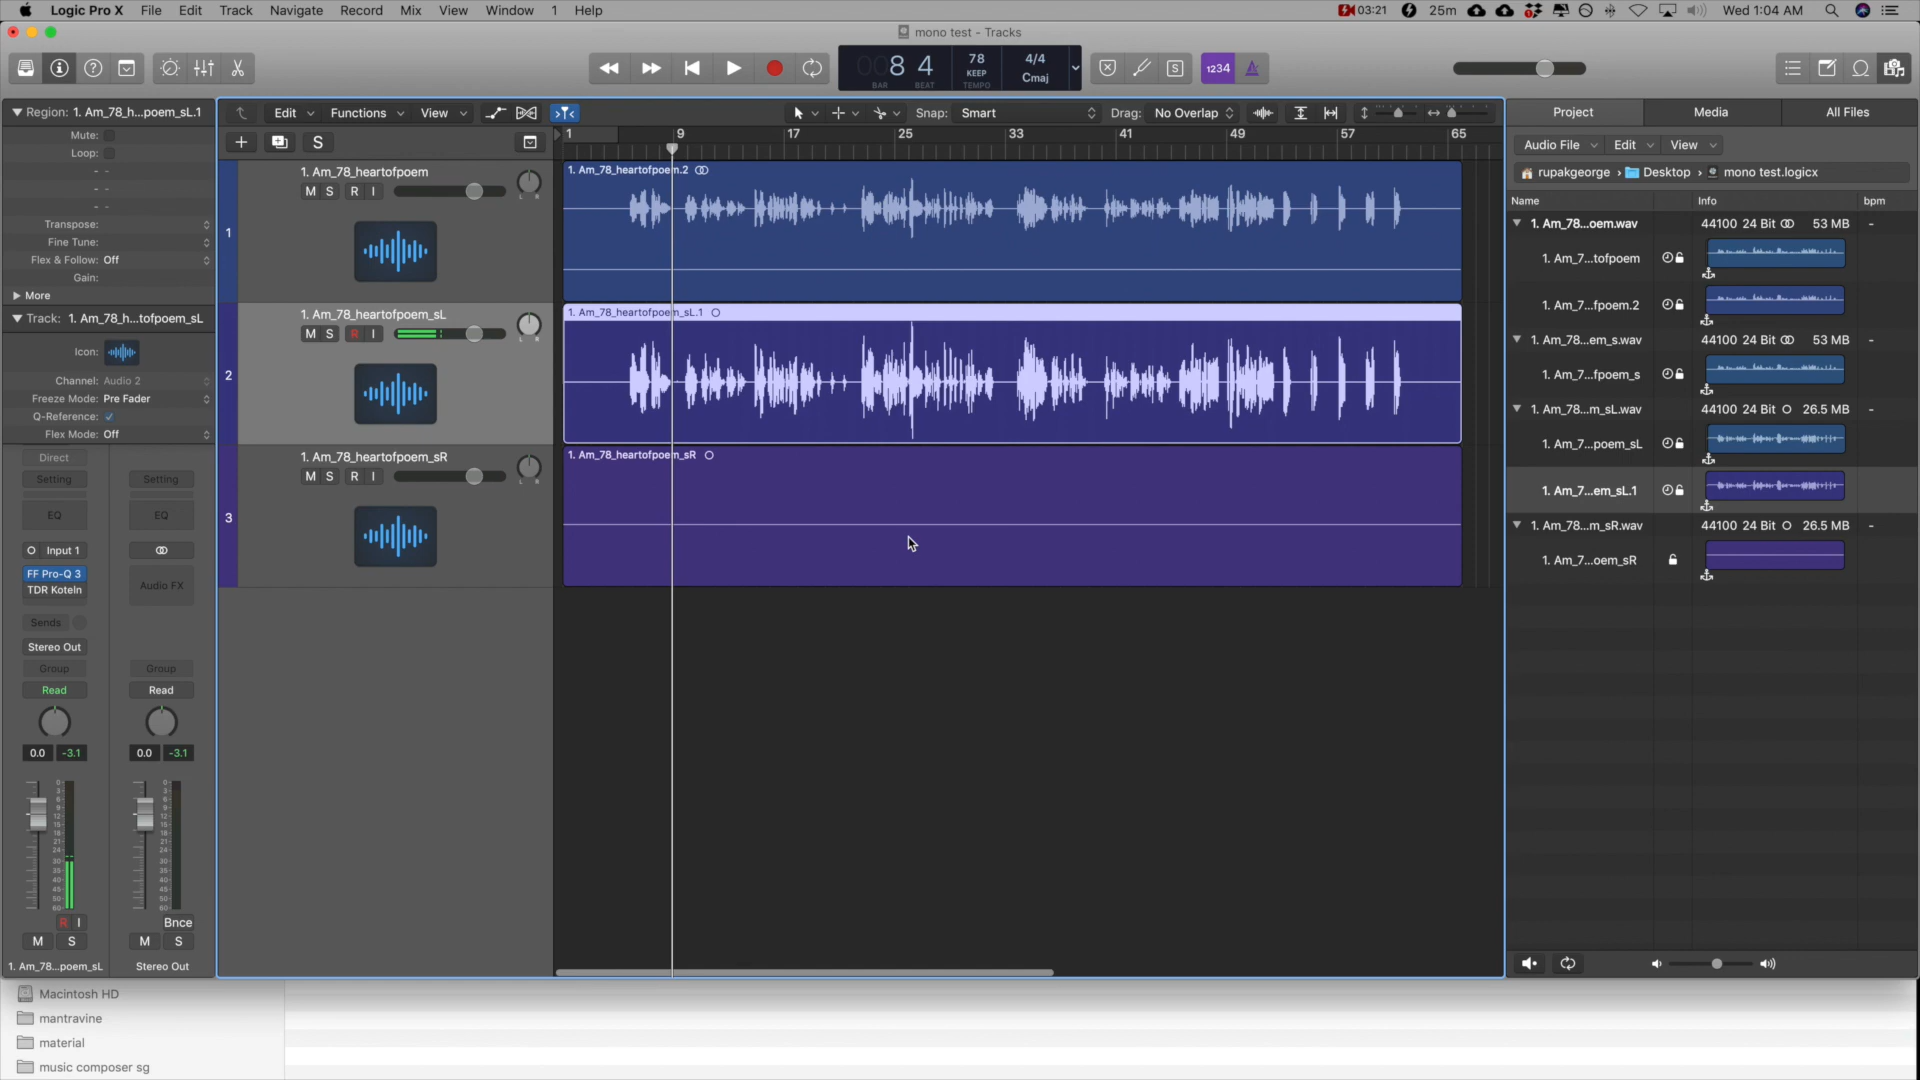 Logic Pro X File Edit Track Navigate Record Mix View Window 1 Help
03:21 25m Wed 1:04 AM
mono test - Tracks
8 4
BAR BEAT
78
KEEP
TEMPO
4/4
Cmaj
1234
Region: 1. Am_78_h...poem_sL.1
Mute:
Loop:
Transpose:
Fine Tune:
Flex & Follow: Off
Gain:
More
Track: 1. Am_78_h...tofpoem_sL
Icon:
Channel: Audio 2
Freeze Mode: Pre Fader
Q-Reference:
Flex Mode: Off
Direct
Setting Setting
EQ EQ
Input 1
FF Pro-Q 3
TDR Koteln
Audio FX
Sends
Stereo Out
Group Group
Read Read
0.0 -3.1 0.0 -3.1
R I Bnce
M S M S
1. Am_78...poem_sL Stereo Out
Edit Functions View
Snap: Smart Drag: No Overlap
S
1 9 17 25 33 41 49 57 65
1
1. Am_78_heartofpoem
M S R I
L R
1. Am_78_heartofpoem.2
2
1. Am_78_heartofpoem_sL
M S R I
L R
1. Am_78_heartofpoem_sL.1
3
1. Am_78_heartofpoem_sR
M S R I
L R
1. Am_78_heartofpoem_sR
Project Media All Files
Audio File Edit View
rupakgeorge Desktop mono test.logicx
Name Info bpm
1. Am_78...oem.wav 44100 24 Bit 53 MB -
1. Am_7...tofpoem
1. Am_7...fpoem.2
1. Am_78...em_s.wav 44100 24 Bit 53 MB -
1. Am_7...fpoem_s
1. Am_78...m_sL.wav 44100 24 Bit 26.5 MB -
1. Am_7...poem_sL
1. Am_7...em_sL.1
1. Am_78...m_sR.wav 44100 24 Bit 26.5 MB -
1. Am_7...oem_sR
Macintosh HD
mantravine
material
music composer sg